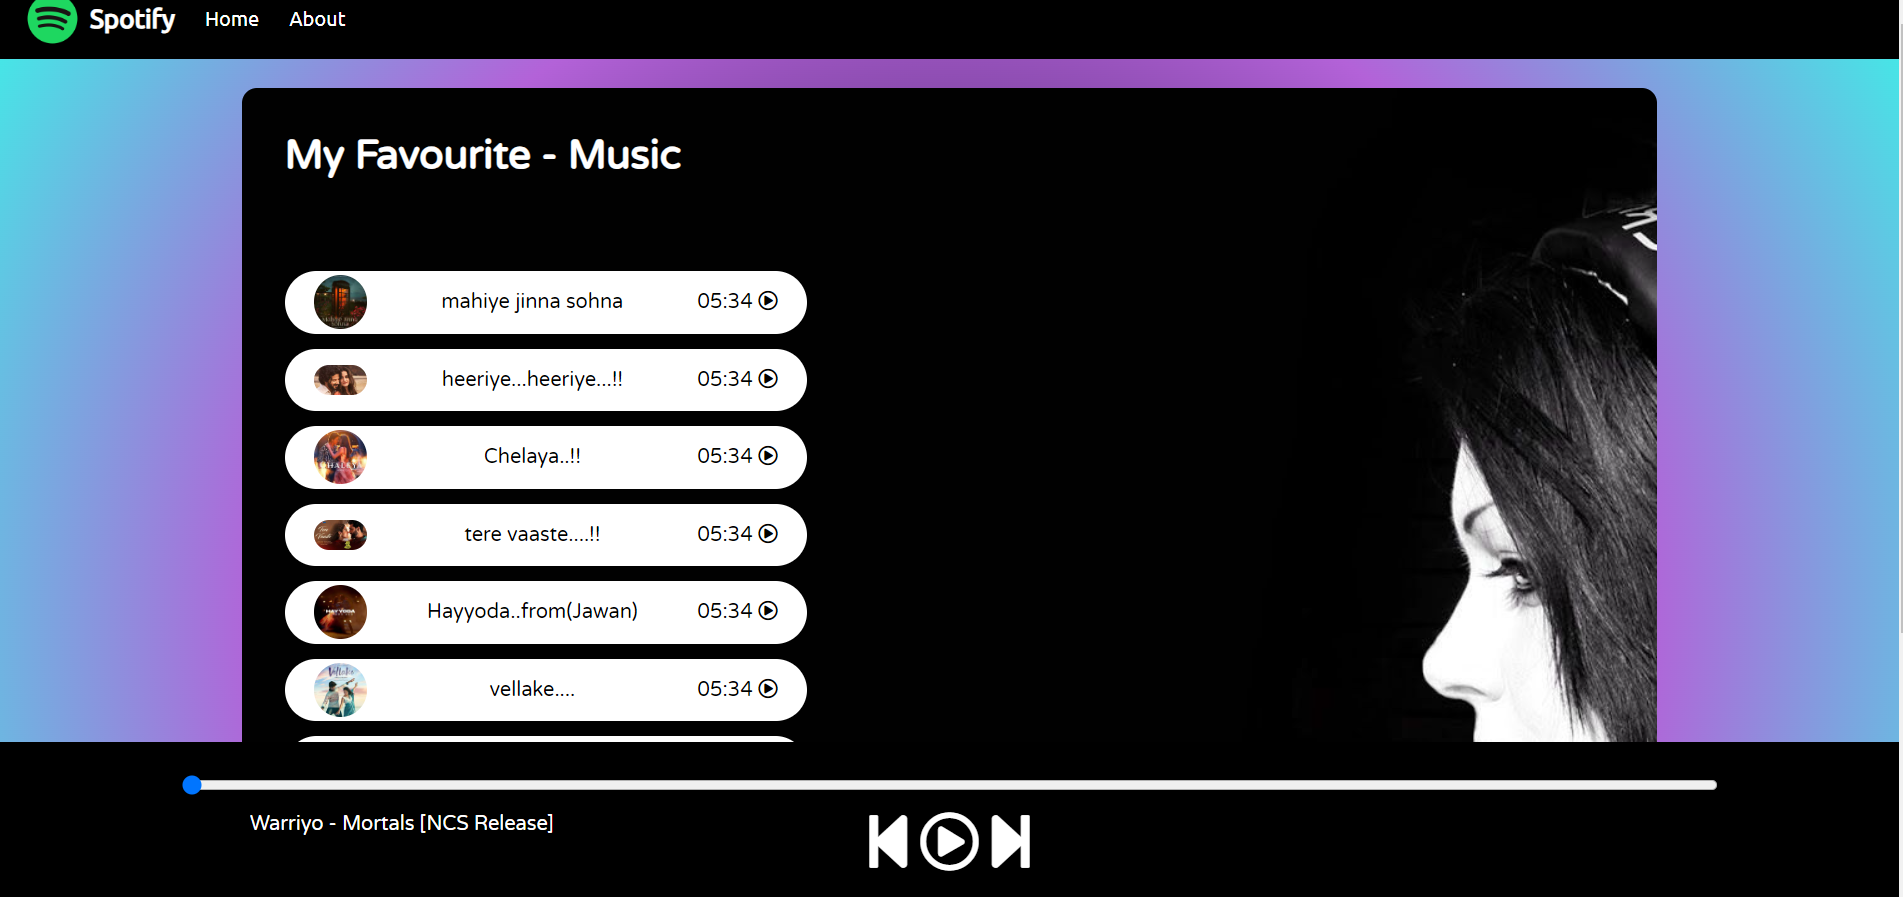 Spotify Home About
My Favourite - Music
mahiye jinna sohna 05:34
heeriye...heeriye...!! 05:34
Chelaya..!! 05:34
tere vaaste....!! 05:34
Hayyoda..from(Jawan) 05:34
vellake.... 05:34
Warriyo - Mortals [NCS Release]